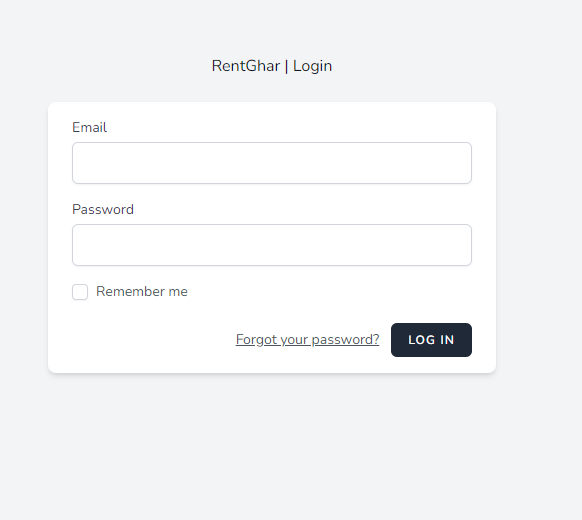 RentGhar | Login
Email
Password
Remember me
Forgot your password? LOG IN